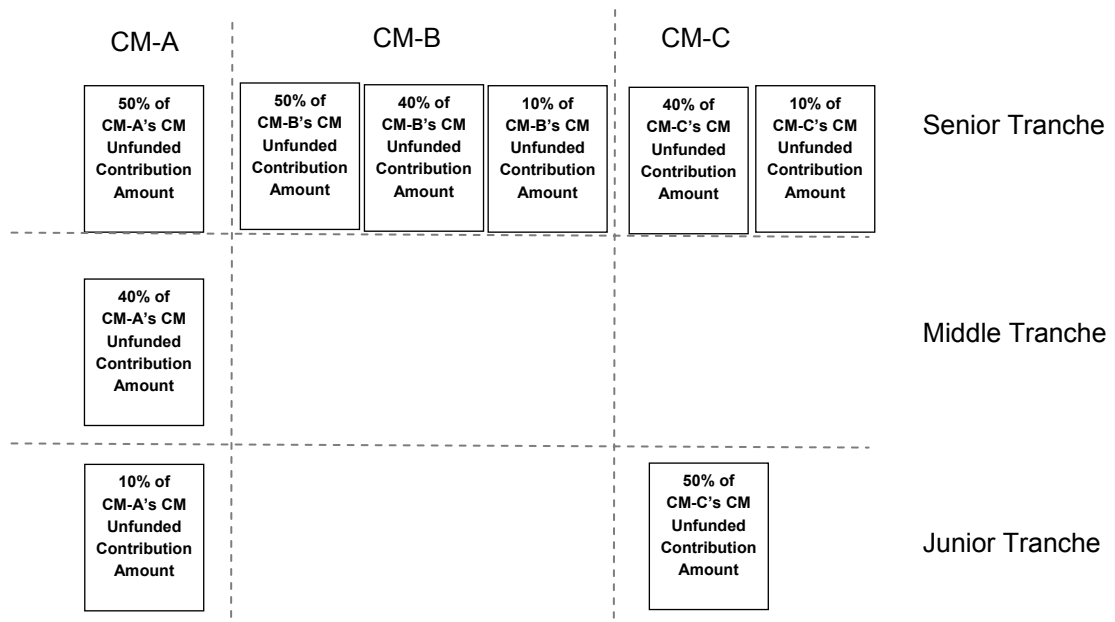 CM-A
CM-B
CM-C
50% of
CM-A's CM
Unfunded
Contribution
Amount
50% of
CM-B's CM
Unfunded
Contribution
Amount
40% of
CM-B's CM
Unfunded
Contribution
Amount
10% of
CM-B's CM
Unfunded
Contribution
Amount
40% of
CM-C's CM
Unfunded
Contribution
Amount
10% of
CM-C's CM
Unfunded
Contribution
Amount
Senior Tranche
40% of
CM-A's CM
Unfunded
Contribution
Amount
Middle Tranche
10% of
CM-A's CM
Unfunded
Contribution
Amount
50% of
CM-C's CM
Unfunded
Contribution
Amount
Junior Tranche